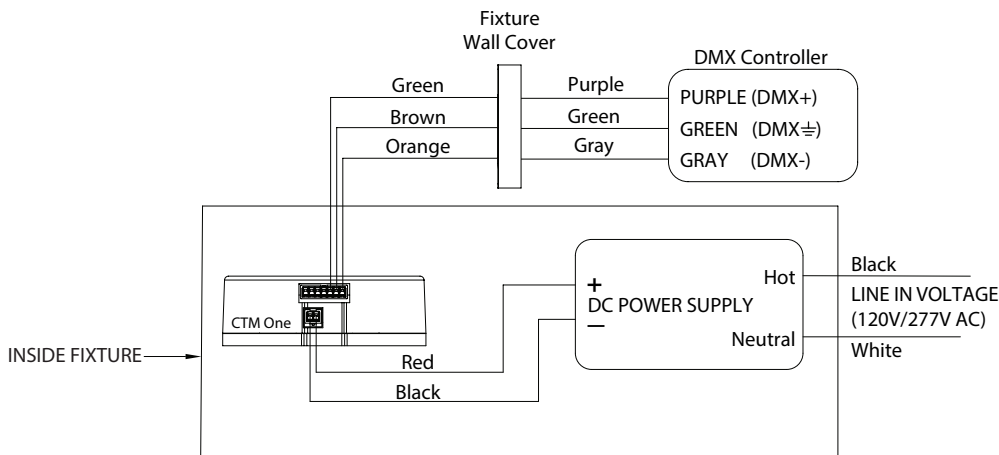 Fixture
Wall Cover
DMX Controller
Green
Purple
PURPLE (DMX+)
Brown
Green
GREEN (DMX⏚)
Orange
Gray
GRAY (DMX-)
CTM One
+
DC POWER SUPPLY
—
Hot
Neutral
Black
LINE IN VOLTAGE
(120V/277V AC)
White
INSIDE FIXTURE
Red
Black